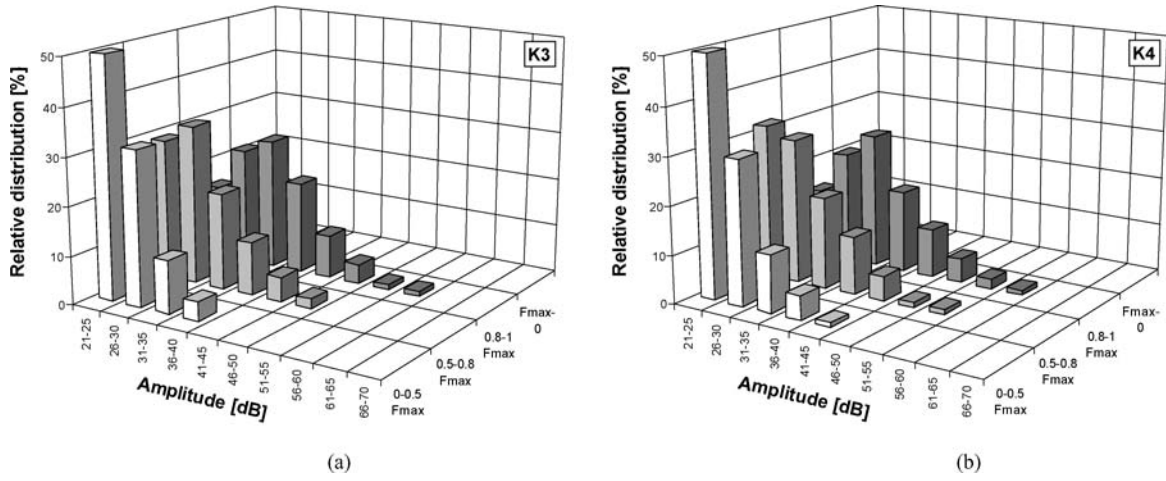 K3
Relative distribution [%]
50
40
30
20
10
0
21-25
26-30
31-35
36-40
41-45
46-50
51-55
56-60
61-65
66-70
Amplitude [dB]
0-0.5
Fmax
0.5-0.8
Fmax
0.8-1
Fmax
Fmax-
0
(a)
K4
Relative distribution [%]
50
40
30
20
10
0
21-25
26-30
31-35
36-40
41-45
46-50
51-55
56-60
61-65
66-70
Amplitude [dB]
0-0.5
Fmax
0.5-0.8
Fmax
0.8-1
Fmax
Fmax-
0
(b)